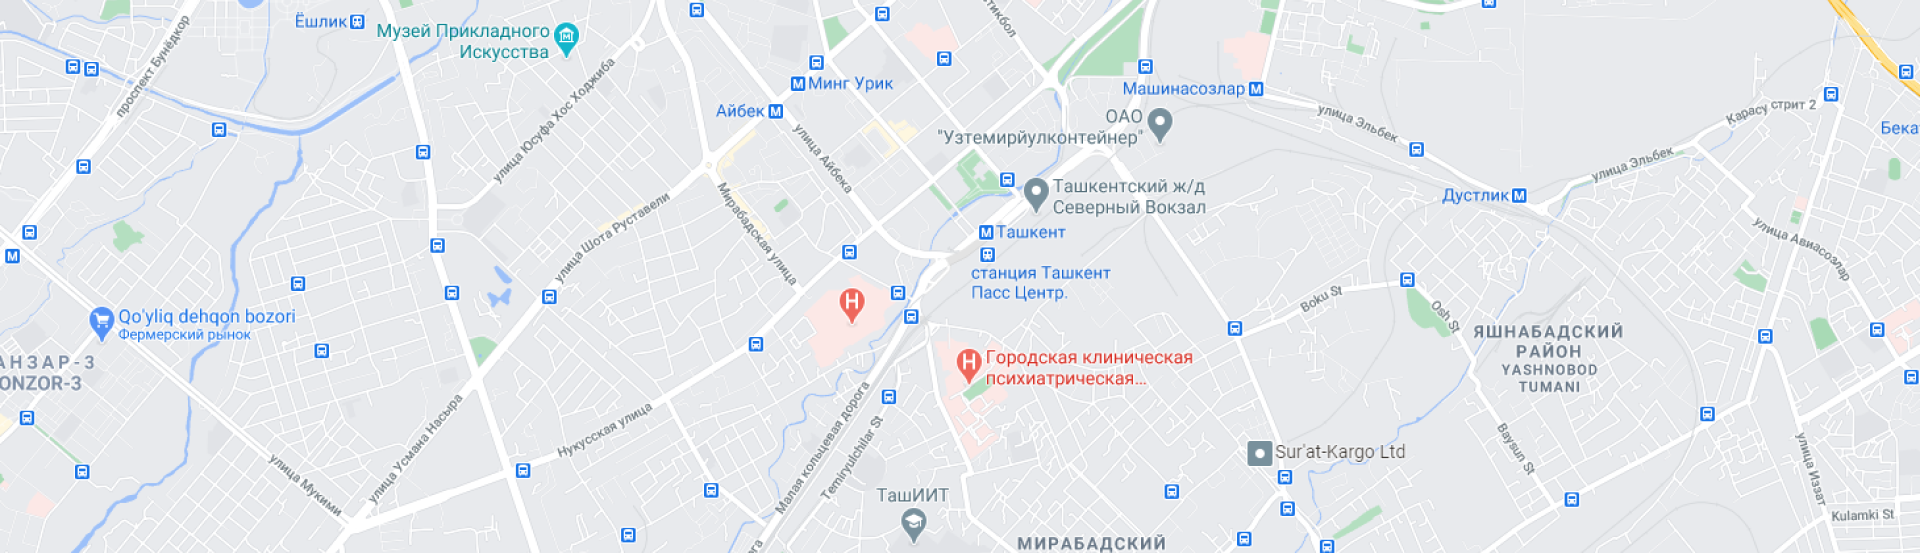 Ёшлик
Музей Прикладного
Искусства
проспект Бунёдкор
улица Юсуфа Хос Ходжиба
Минг Урик
Айбек
улица Айбека
Машинасозлар
ОАО
"Узтемирйулконтейнер"
улица Эльбек
Карасу стрит 2
улица Эльбек
Дустлик
Ташкентский ж/д
Северный Вокзал
Ташкент
станция Ташкент
Пасс Центр.
улица Шота Руставели
Мирабадская улица
улица Авиасозлар
Qo'yliq dehqon bozori
Фермерский рынок
АНЗАР-3
ONZOR-3
Boku St
Osh St
ЯШНАБАДСКИЙ
РАЙОН
YASHNOBOD
TUMANI
Городская клиническая
психиатрическая...
улица Усмана Насыра
Нукусская улица
улица Мукими
Малая кольцевая дорога
Temiryulchilar St
Sur'at-Kargo Ltd
Baysun St
улица Иззат
Kulamki St
ТашИИТ
МИРАБАДСКИЙ